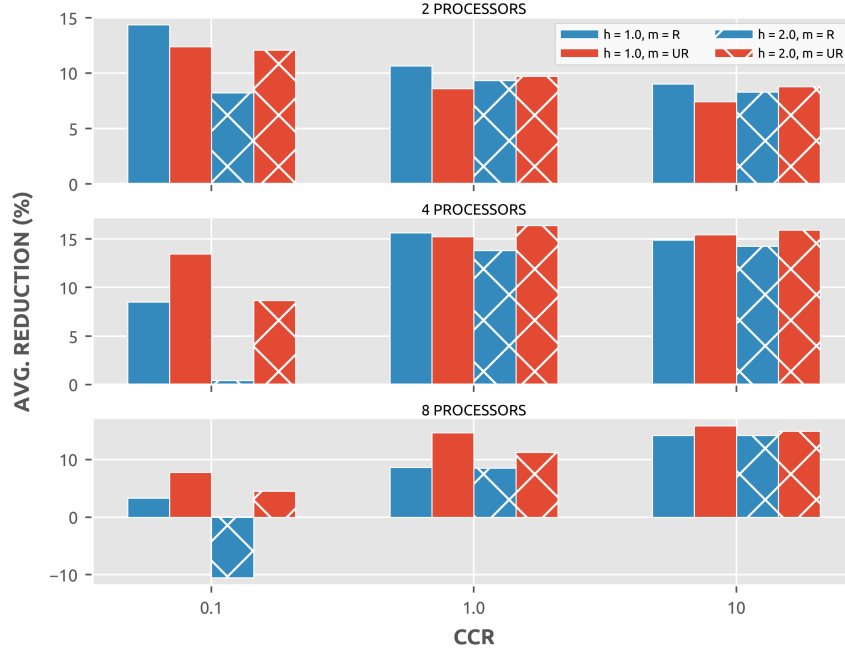 2 PROCESSORS
h = 1.0, m = R
h = 2.0, m = R
h = 1.0, m = UR
h = 2.0, m = UR
15
10
5
0
4 PROCESSORS
15
10
5
0
8 PROCESSORS
10
0
−10
0.1
1.0
10
AVG. REDUCTION (%)
CCR